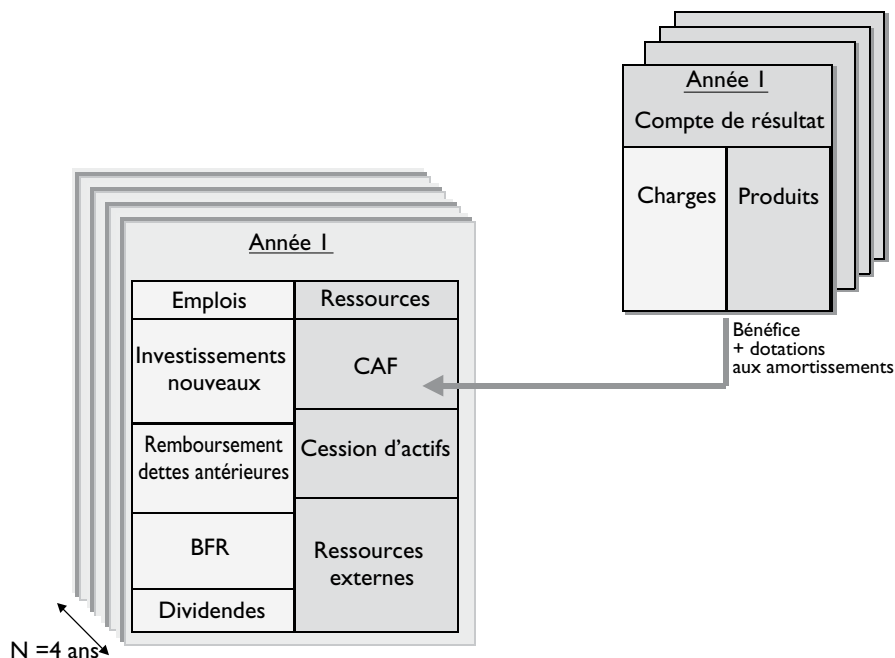 Année 1
Compte de résultat
Charges
Produits
Bénéfice
+ dotations
aux amortissements
Année 1
Emplois
Ressources
Investissements
nouveaux
CAF
Remboursement
dettes antérieures
Cession d'actifs
BFR
Ressources
externes
Dividendes
N =4 ans